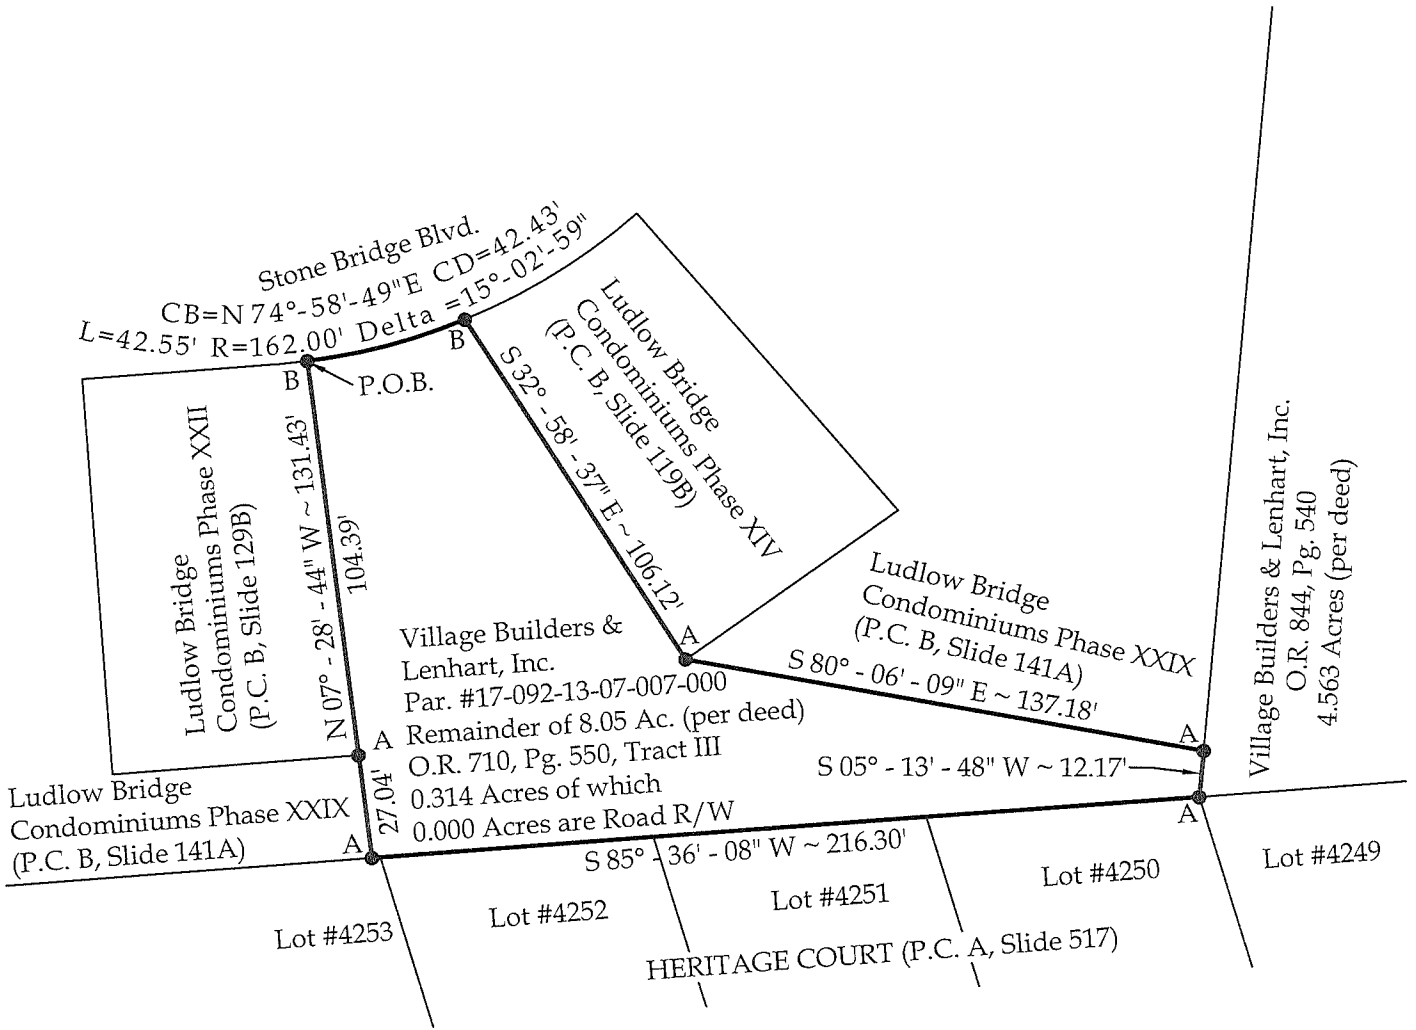 Stone Bridge Blvd.
CB=N 74°-58'-49"E CD=42.43'
L=42.55' R=162.00' Delta =15°-02'-59"
B
B
P.O.B.
Ludlow Bridge
Condominiums Phase XXII
(P.C. B, Slide 129B)
N 07° - 28' - 44" W ~ 131.43'
104.39'
S 32° - 58' - 37" E ~ 106.12'
Ludlow Bridge
Condominiums Phase XIV
(P.C. B, Slide 119B)
Ludlow Bridge
Condominiums Phase XXIX
(P.C. B, Slide 141A)
S 80° - 06' - 09" E ~ 137.18'
A
A
S 05° - 13' - 48" W ~ 12.17'
A
Village Builders & Lenhart, Inc.
O.R. 844, Pg. 540
4.563 Acres (per deed)
Village Builders &
Lenhart, Inc.
Par. #17-092-13-07-007-000
Remainder of 8.05 Ac. (per deed)
O.R. 710, Pg. 550, Tract III
0.314 Acres of which
0.000 Acres are Road R/W
A
27.04'
A
Ludlow Bridge
Condominiums Phase XXIX
(P.C. B, Slide 141A)
S 85° - 36' - 08" W ~ 216.30'
Lot #4253
Lot #4252
Lot #4251
Lot #4250
Lot #4249
HERITAGE COURT (P.C. A, Slide 517)